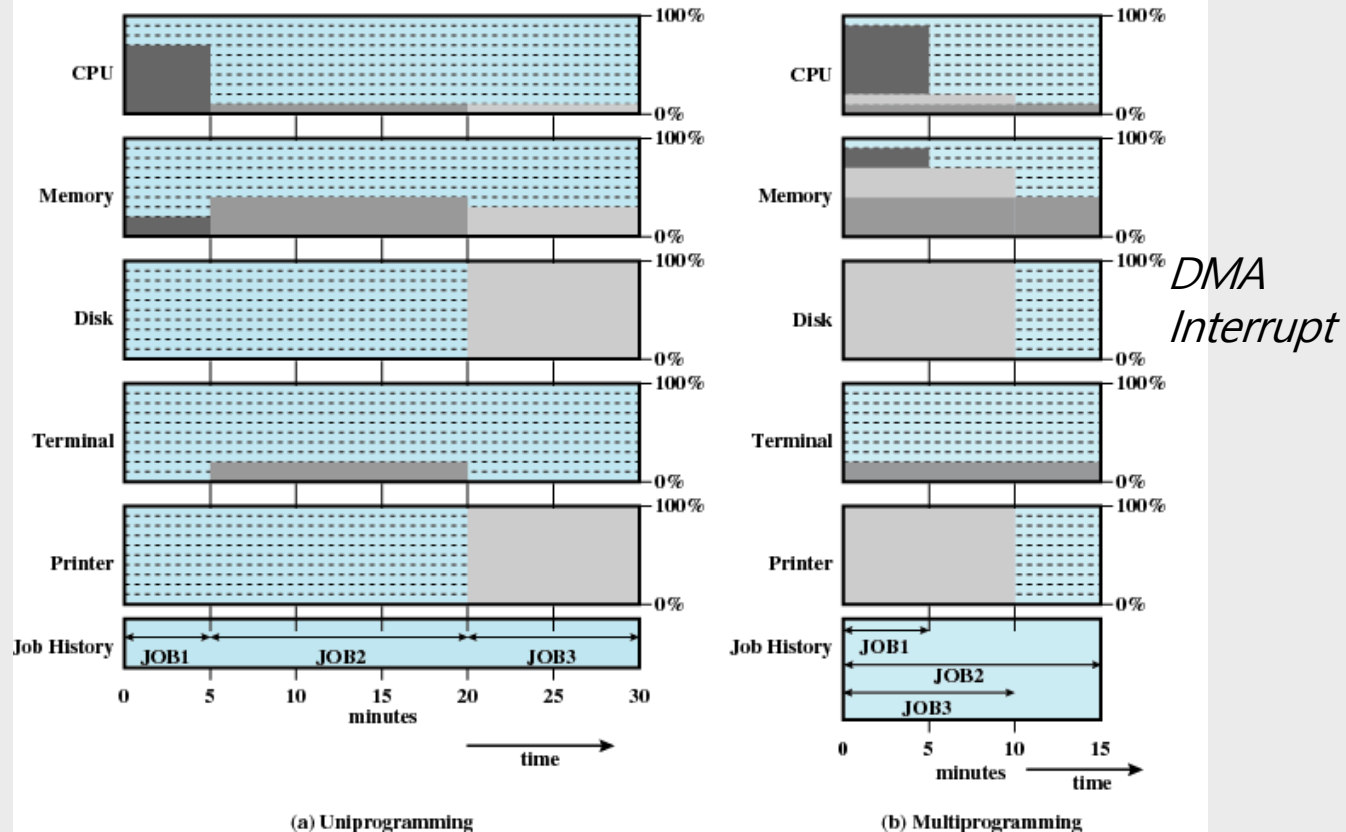 100%
CPU
0%
100%
Memory
0%
100%
Disk
0%
100%
Terminal
0%
100%
Printer
0%
Job History
JOB1 JOB2 JOB3
0 5 10 15 20 25 30
minutes
time
(a) Uniprogramming
100%
CPU
0%
100%
Memory
0%
100%
Disk
0%
100%
Terminal
0%
100%
Printer
0%
Job History
JOB1
JOB2
JOB3
0 5 10 15
minutes
time
(b) Multiprogramming
DMA
Interrupt